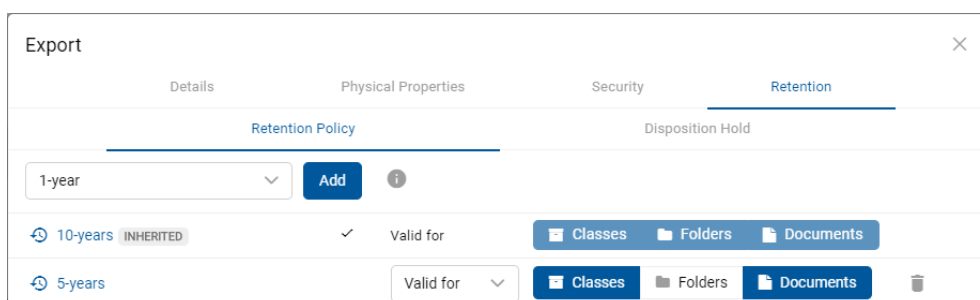 Export
Details Physical Properties Security Retention
Retention Policy Disposition Hold
1-year Add
10-years INHERITED Valid for Classes Folders Documents
5-years Valid for Classes Folders Documents